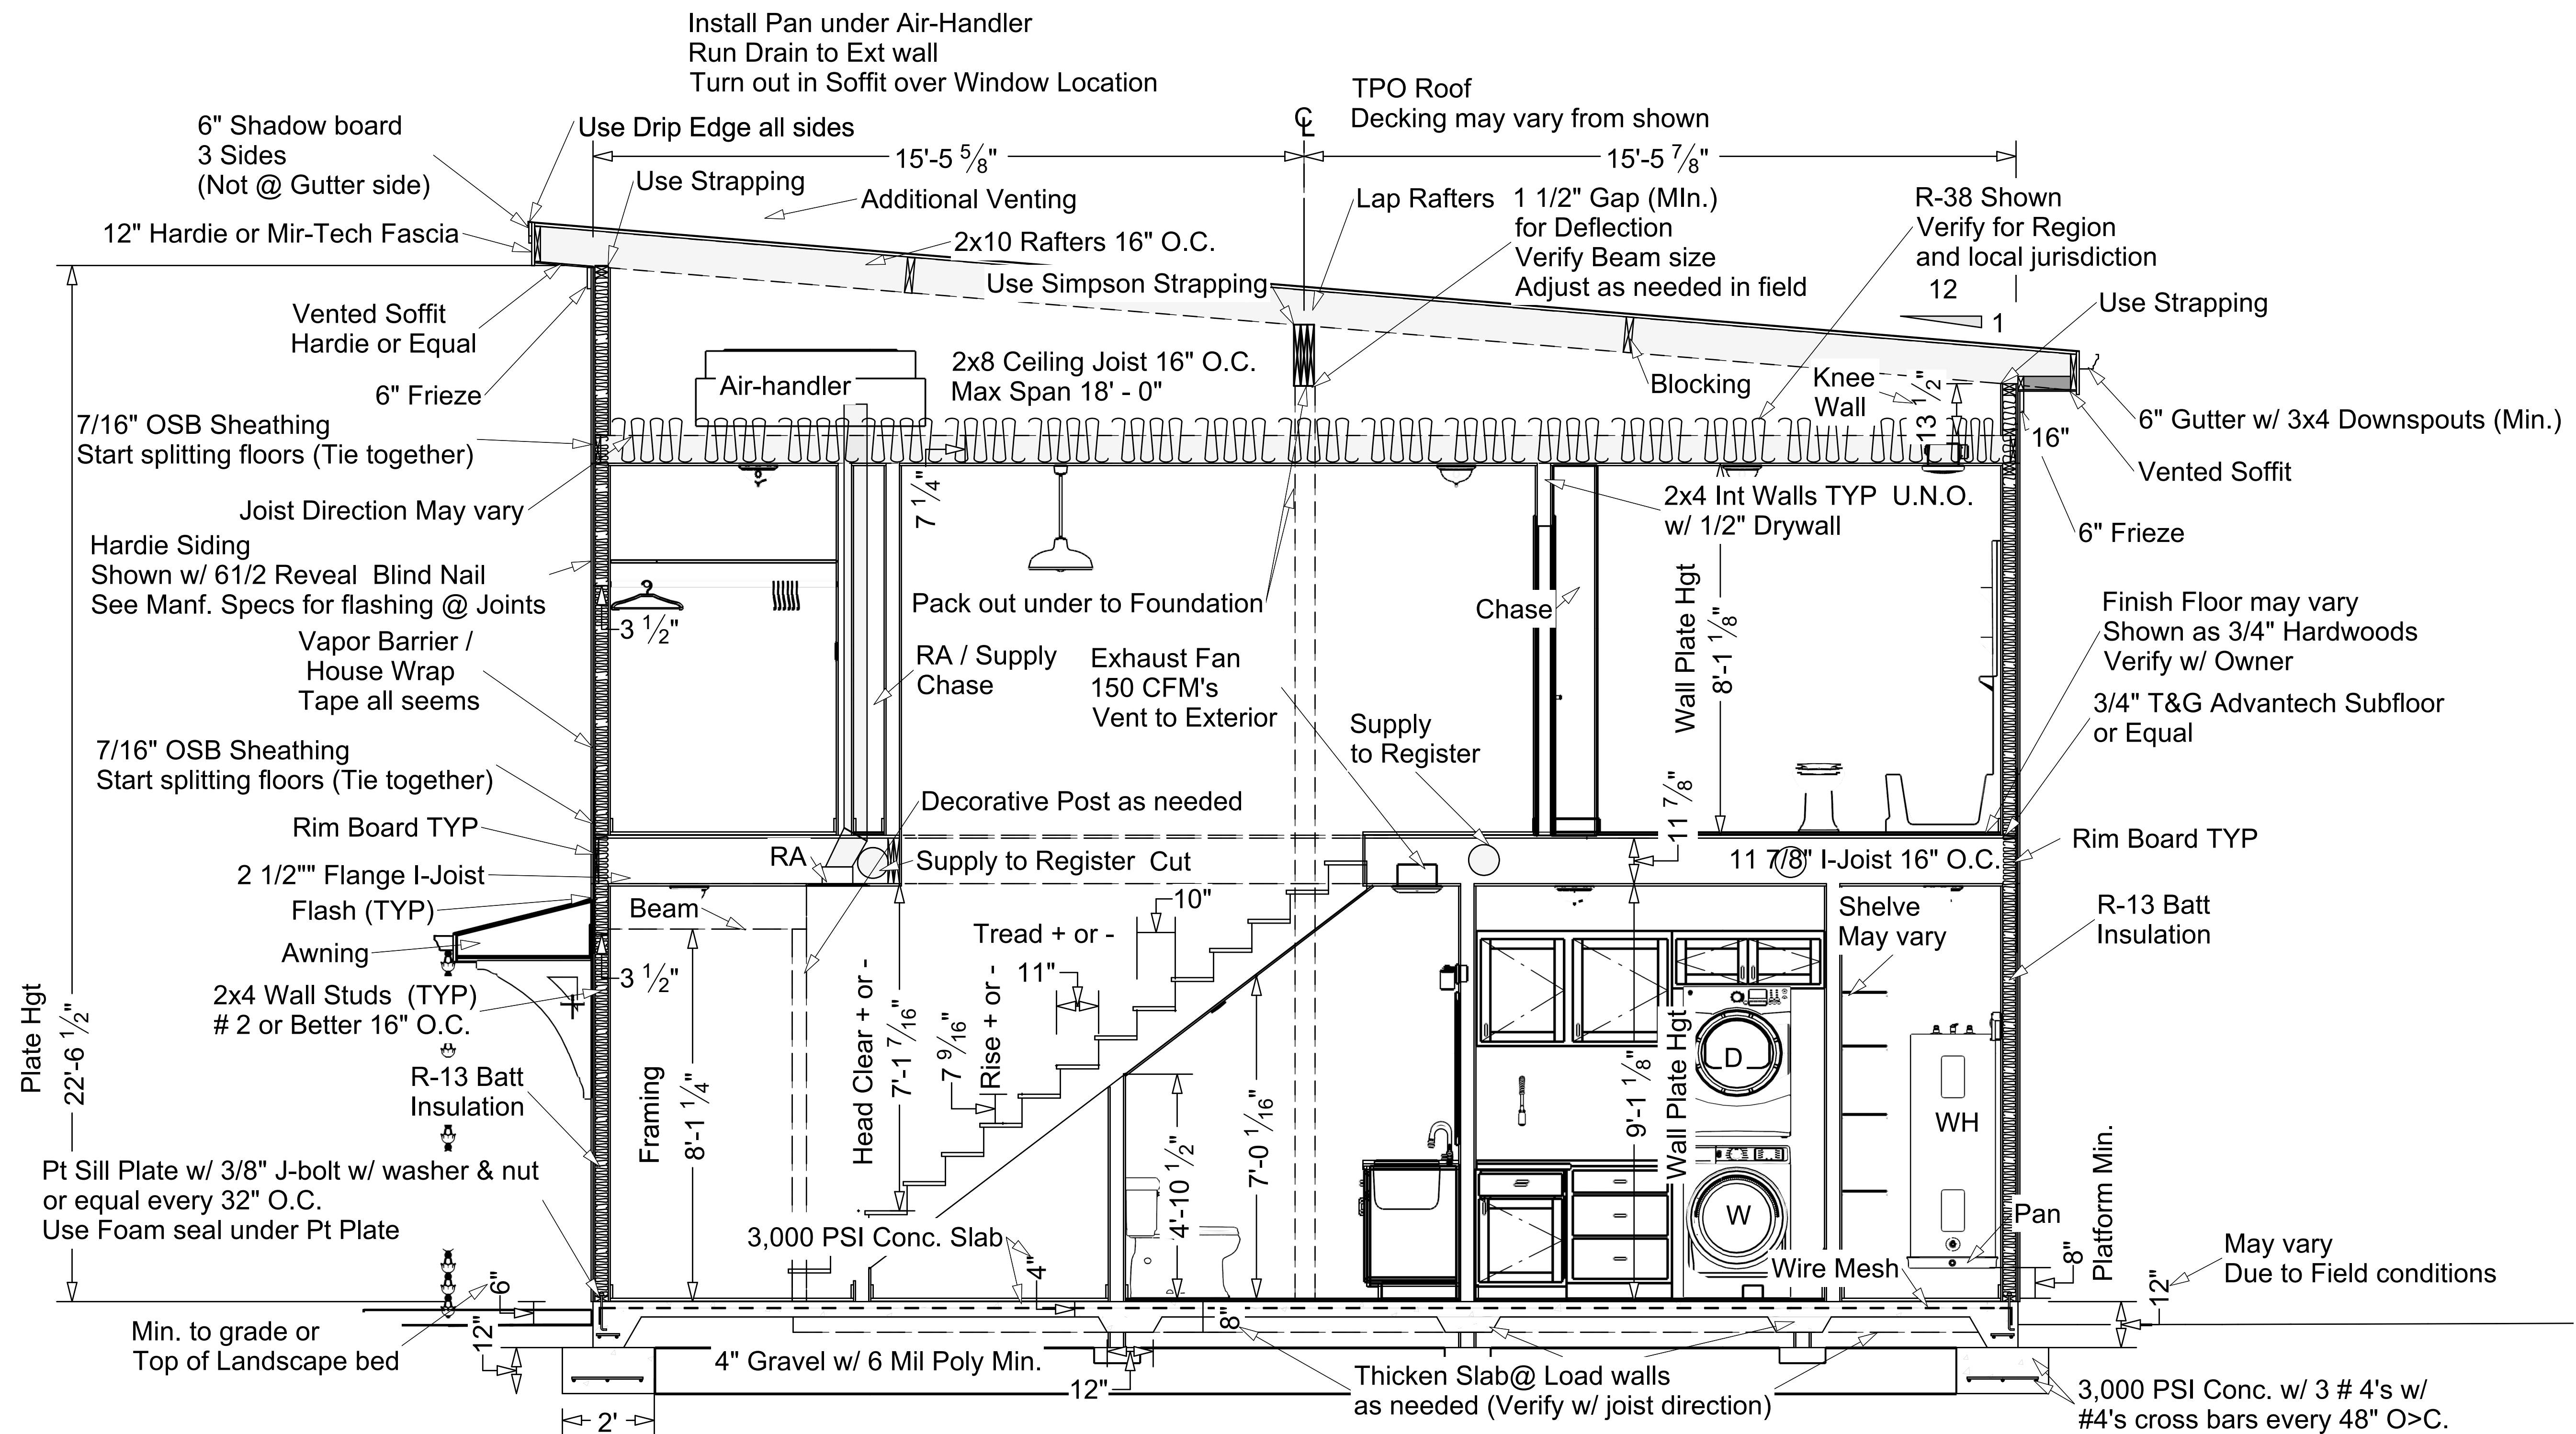 Install Pan under Air-Handler
Run Drain to Ext wall
Turn out in Soffit over Window Location
TPO Roof
Decking may vary from shown
6" Shadow board
3 Sides
(Not @ Gutter side)
Use Drip Edge all sides
15'-5 5/8"
℄
15'-5 7/8"
Use Strapping
Additional Venting
Lap Rafters
1 1/2" Gap (MIn.)
for Deflection
Verify Beam size
Adjust as needed in field
R-38 Shown
Verify for Region
and local jurisdiction
12
1
12" Hardie or Mir-Tech Fascia
2x10 Rafters 16" O.C.
Use Simpson Strapping
Use Strapping
Vented Soffit
Hardie or Equal
6" Frieze
Air-handler
2x8 Ceiling Joist 16" O.C.
Max Span 18' - 0"
Blocking
Knee
Wall
13 1/2"
6" Gutter w/ 3x4 Downspouts (Min.)
16"
Vented Soffit
6" Frieze
7/16" OSB Sheathing
Start splitting floors (Tie together)
Joist Direction May vary
7 1/4"
2x4 Int Walls TYP U.N.O.
w/ 1/2" Drywall
Hardie Siding
Shown w/ 61/2 Reveal Blind Nail
See Manf. Specs for flashing @ Joints
3 1/2"
Pack out under to Foundation
Chase
Wall Plate Hgt
8'-1 1/8"
Finish Floor may vary
Shown as 3/4" Hardwoods
Verify w/ Owner
Vapor Barrier /
House Wrap
Tape all seems
RA / Supply
Chase
Exhaust Fan
150 CFM's
Vent to Exterior
Supply
to Register
3/4" T&G Advantech Subfloor
or Equal
7/16" OSB Sheathing
Start splitting floors (Tie together)
Decorative Post as needed
11 7/8"
Rim Board TYP
RA
Supply to Register Cut
11 7/8" I-Joist 16" O.C.
Rim Board TYP
2 1/2"" Flange I-Joist
Flash (TYP)
Beam
10"
Shelve
May vary
R-13 Batt
Insulation
Awning
Tread + or -
11"
3 1/2"
2x4 Wall Studs (TYP)
# 2 or Better 16" O.C.
Plate Hgt
22'-6 1/2"
Framing
8'-1 1/4"
Head Clear + or -
7'-1 7/16"
7 9/16"
Rise + or -
R-13 Batt
Insulation
4'-10 1/2"
7'-0 1/16"
9'-1 1/8"
Wall Plate Hgt
D
WH
W
Pt Sill Plate w/ 3/8" J-bolt w/ washer & nut
or equal every 32" O.C.
Use Foam seal under Pt Plate
3,000 PSI Conc. Slab
4"
Wire Mesh
Pan
8"
Platform Min.
12"
May vary
Due to Field conditions
6"
Min. to grade or
Top of Landscape bed
12"
8"
4" Gravel w/ 6 Mil Poly Min.
12"
Thicken Slab@ Load walls
as needed (Verify w/ joist direction)
2'
3,000 PSI Conc. w/ 3 # 4's w/
#4's cross bars every 48" O>C.